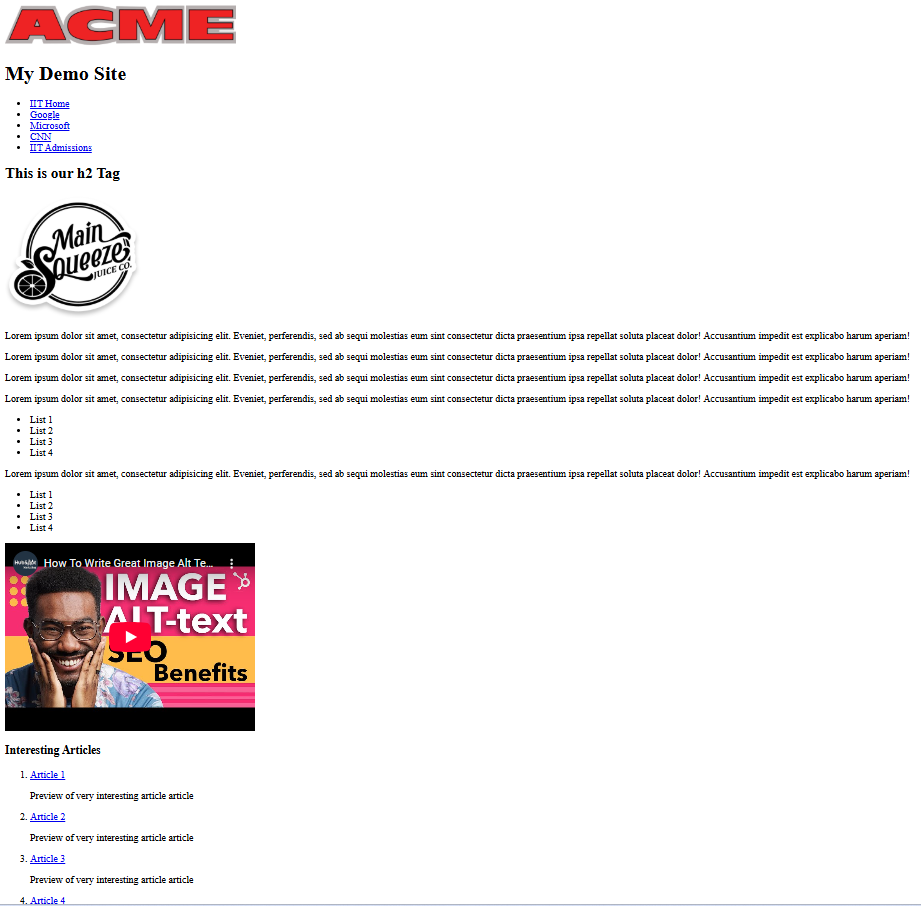 ACME
My Demo Site
IIT Home
Google
Microsoft
CNN
IIT Admissions
This is our h2 Tag
Main
Squeeze
JUICE CO.
Lorem ipsum dolor sit amet, consectetur adipisicing elit. Eveniet, perferendis, sed ab sequi molestias eum sint consectetur dicta praesentium ipsa repellat soluta placeat dolor! Accusantium impedit est explicabo harum aperiam!
Lorem ipsum dolor sit amet, consectetur adipisicing elit. Eveniet, perferendis, sed ab sequi molestias eum sint consectetur dicta praesentium ipsa repellat soluta placeat dolor! Accusantium impedit est explicabo harum aperiam!
Lorem ipsum dolor sit amet, consectetur adipisicing elit. Eveniet, perferendis, sed ab sequi molestias eum sint consectetur dicta praesentium ipsa repellat soluta placeat dolor! Accusantium impedit est explicabo harum aperiam!
Lorem ipsum dolor sit amet, consectetur adipisicing elit. Eveniet, perferendis, sed ab sequi molestias eum sint consectetur dicta praesentium ipsa repellat soluta placeat dolor! Accusantium impedit est explicabo harum aperiam!
List 1
List 2
List 3
List 4
Lorem ipsum dolor sit amet, consectetur adipisicing elit. Eveniet, perferendis, sed ab sequi molestias eum sint consectetur dicta praesentium ipsa repellat soluta placeat dolor! Accusantium impedit est explicabo harum aperiam!
List 1
List 2
List 3
List 4
How To Write Great Image Alt Te...
IMAGE
ALT-text
SEO
Benefits
Interesting Articles
1. Article 1
Preview of very interesting article article
2. Article 2
Preview of very interesting article article
3. Article 3
Preview of very interesting article article
4. Article 4